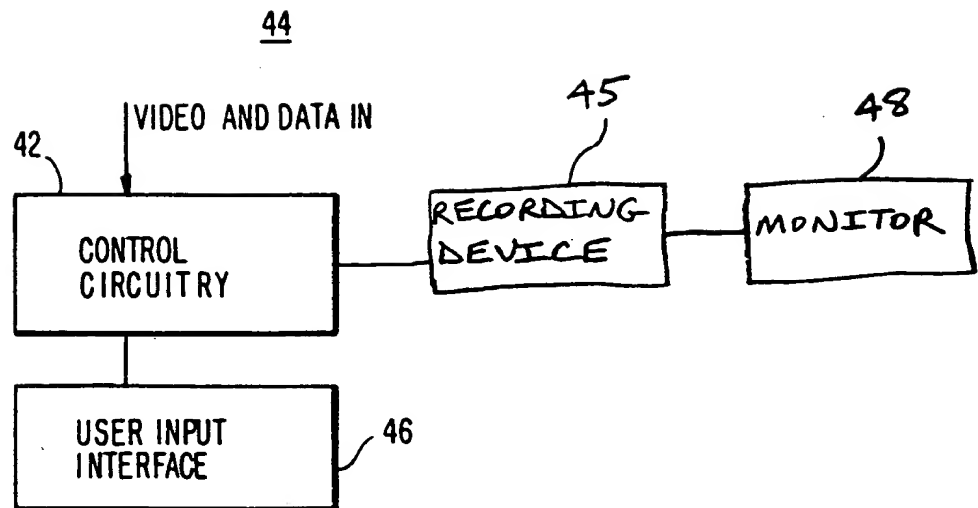 44
VIDEO AND DATA IN
42
CONTROL
CIRCUITRY
45
RECORDING
DEVICE
48
MONITOR
USER INPUT
INTERFACE
46